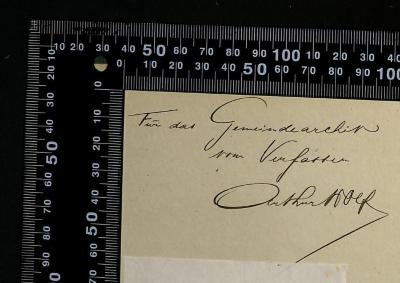 Für das Gemeindearchiv
vom Verfasser
Arthur Wolf